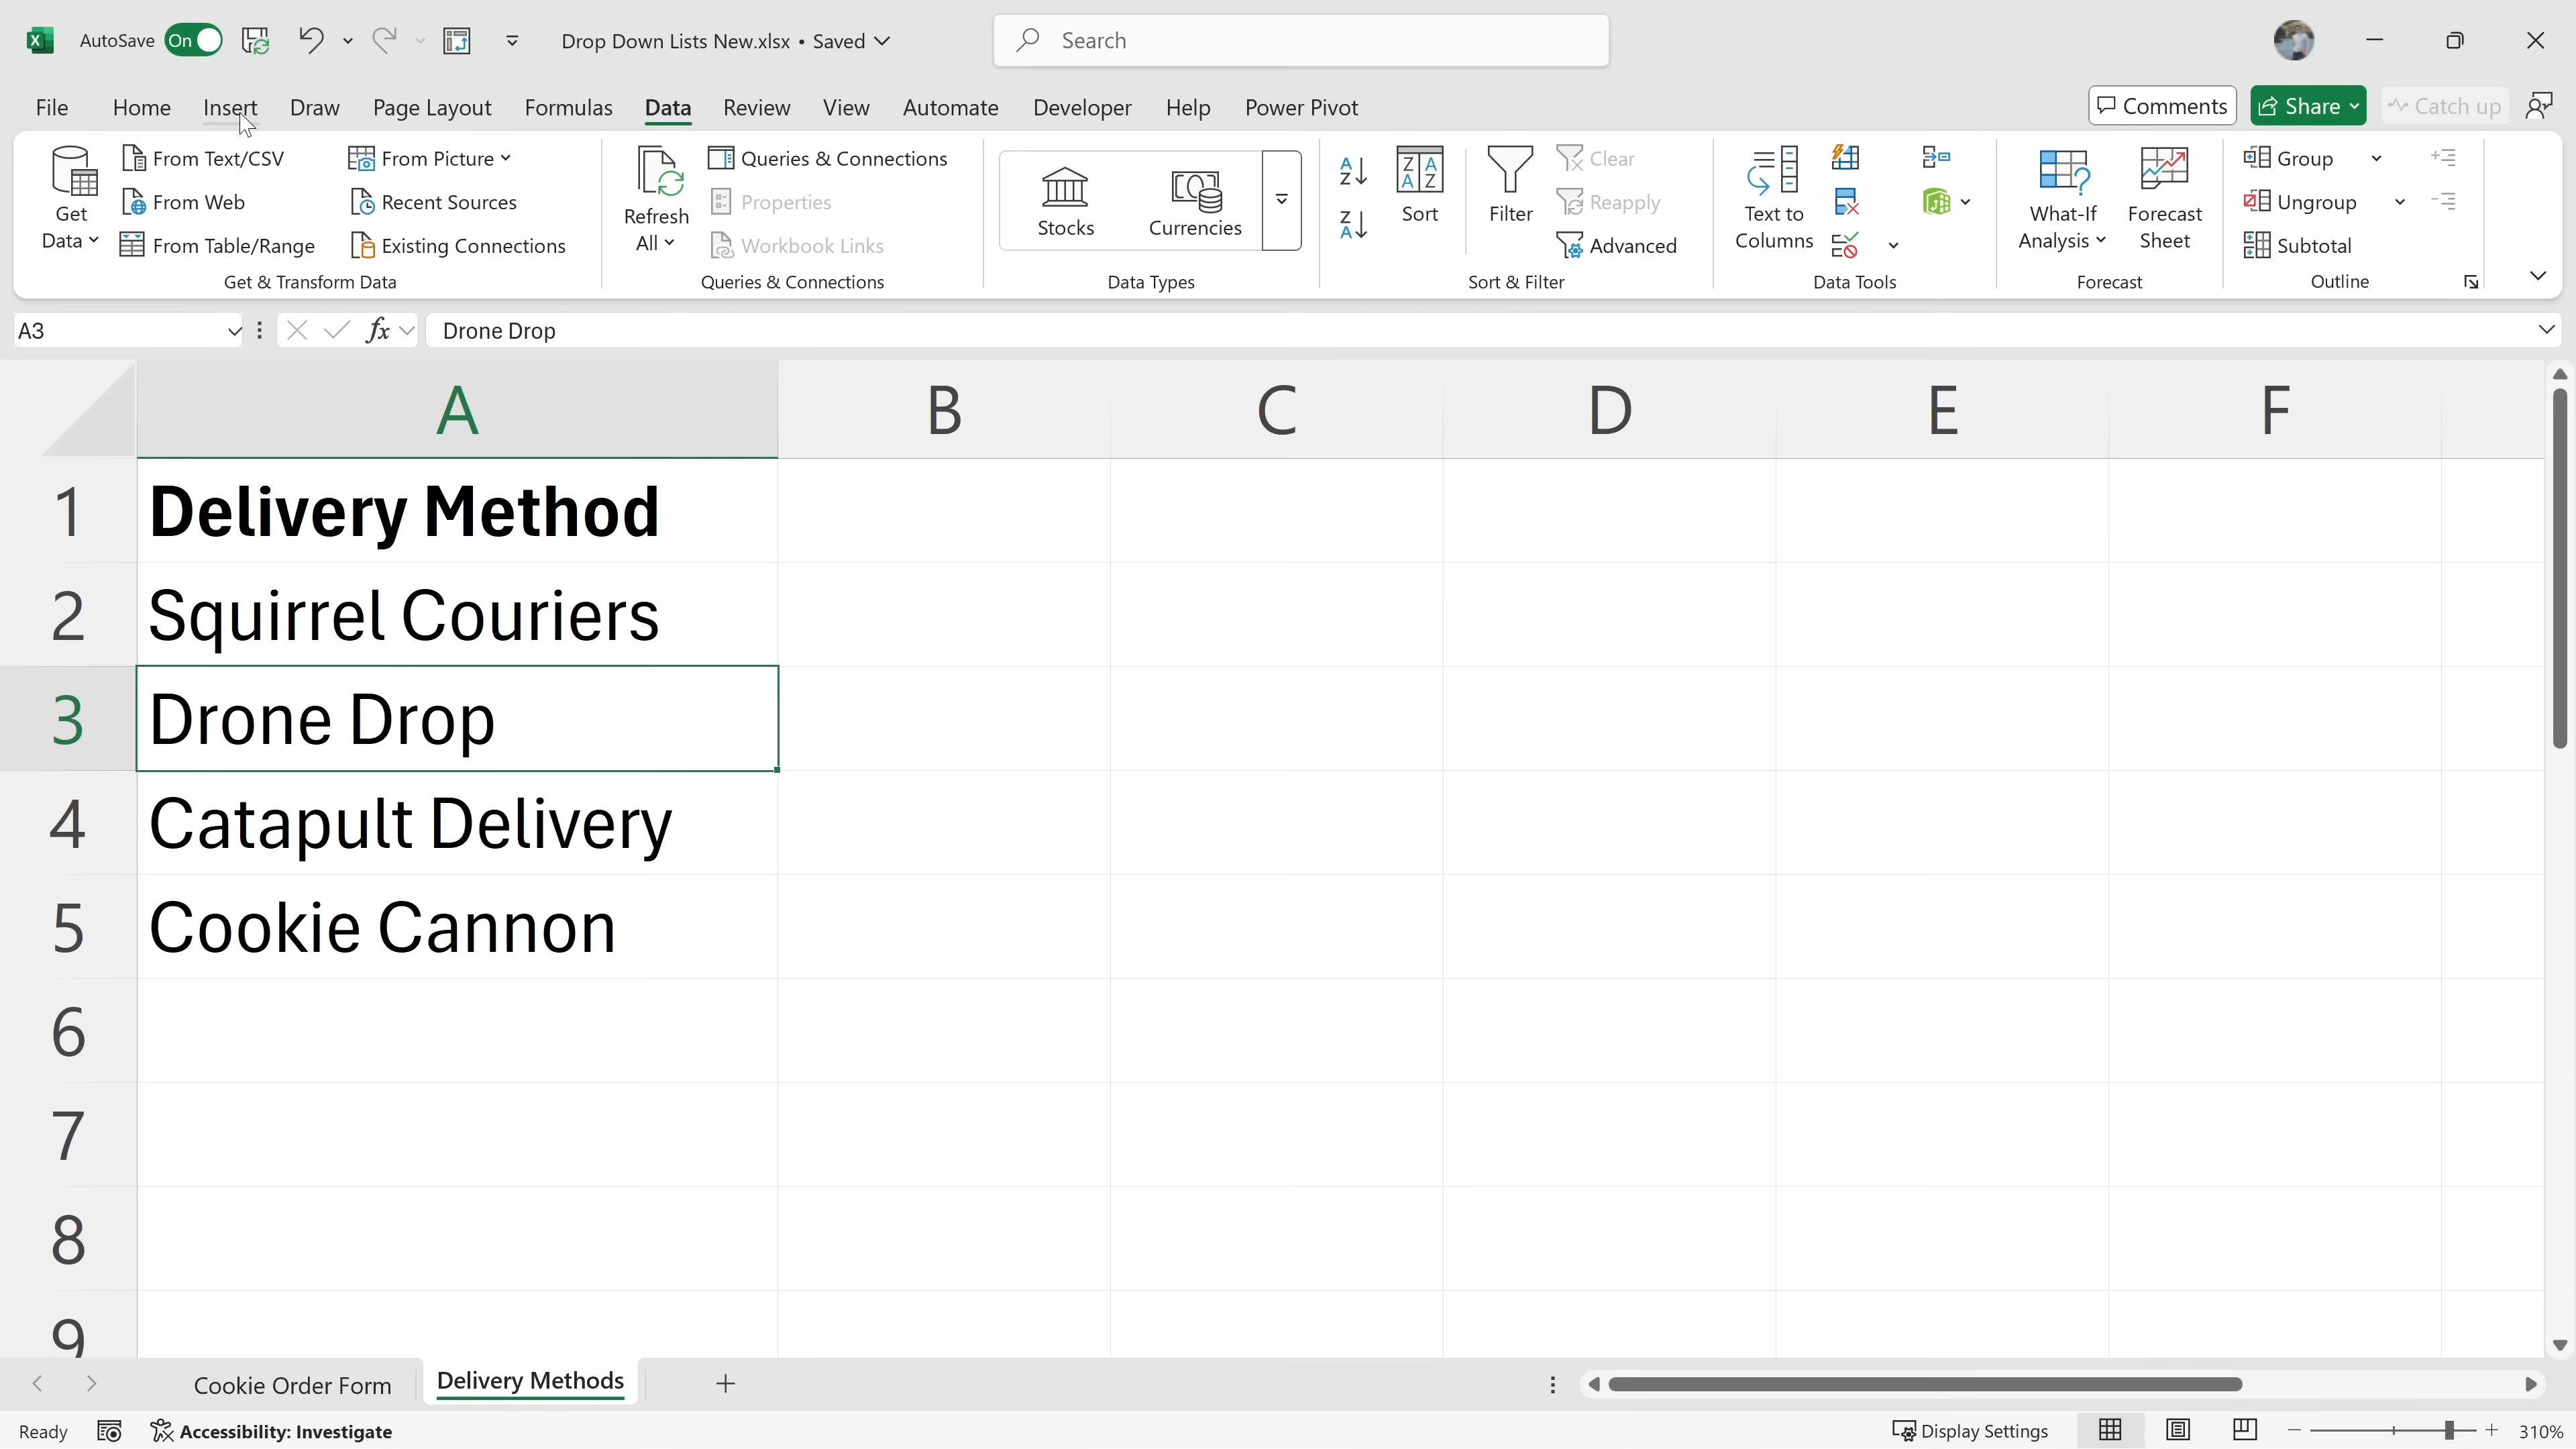 AutoSave On Drop Down Lists New.xlsx • Saved Search
File Home Insert Draw Page Layout Formulas Data Review View Automate Developer Help Power Pivot Comments Share Catch up
Get Data
From Text/CSV
From Web
From Table/Range
From Picture
Recent Sources
Existing Connections
Get & Transform Data
Refresh All
Queries & Connections
Properties
Workbook Links
Queries & Connections
Stocks
Currencies
Data Types
Sort
Filter
Clear
Reapply
Advanced
Sort & Filter
Text to
Columns
Data Tools
What-If
Analysis
Forecast
Sheet
Forecast
Group
Ungroup
Subtotal
Outline
A3 fx Drone Drop
A B C D E F
1 Delivery Method
2 Squirrel Couriers
3 Drone Drop
4 Catapult Delivery
5 Cookie Cannon
6
7
8
9
Cookie Order Form Delivery Methods
Ready Accessibility: Investigate Display Settings 310%